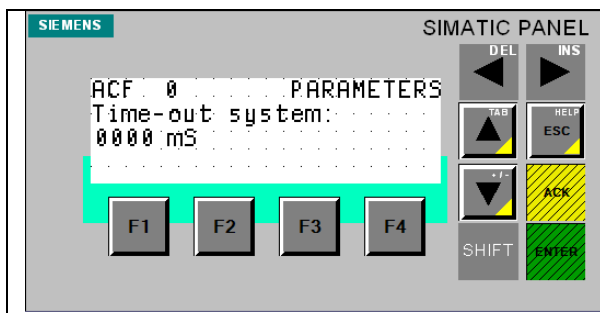 SIEMENS
SIMATIC PANEL
DEL INS
ACF 0 PARAMETERS
Time-out system:
0000 mS
TAB HELP
ESC
+/-
ACK
F1 F2 F3 F4
SHIFT ENTER